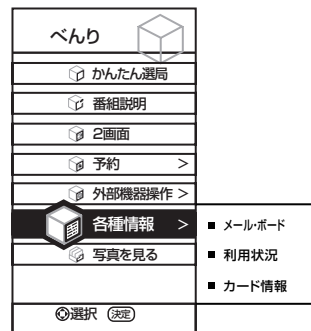 べんり
かんたん選局
番組説明
2画面
予約 >
外部機器操作 >
各種情報 >
写真を見る
選択 決定
メール・ボード
利用状況
カード情報